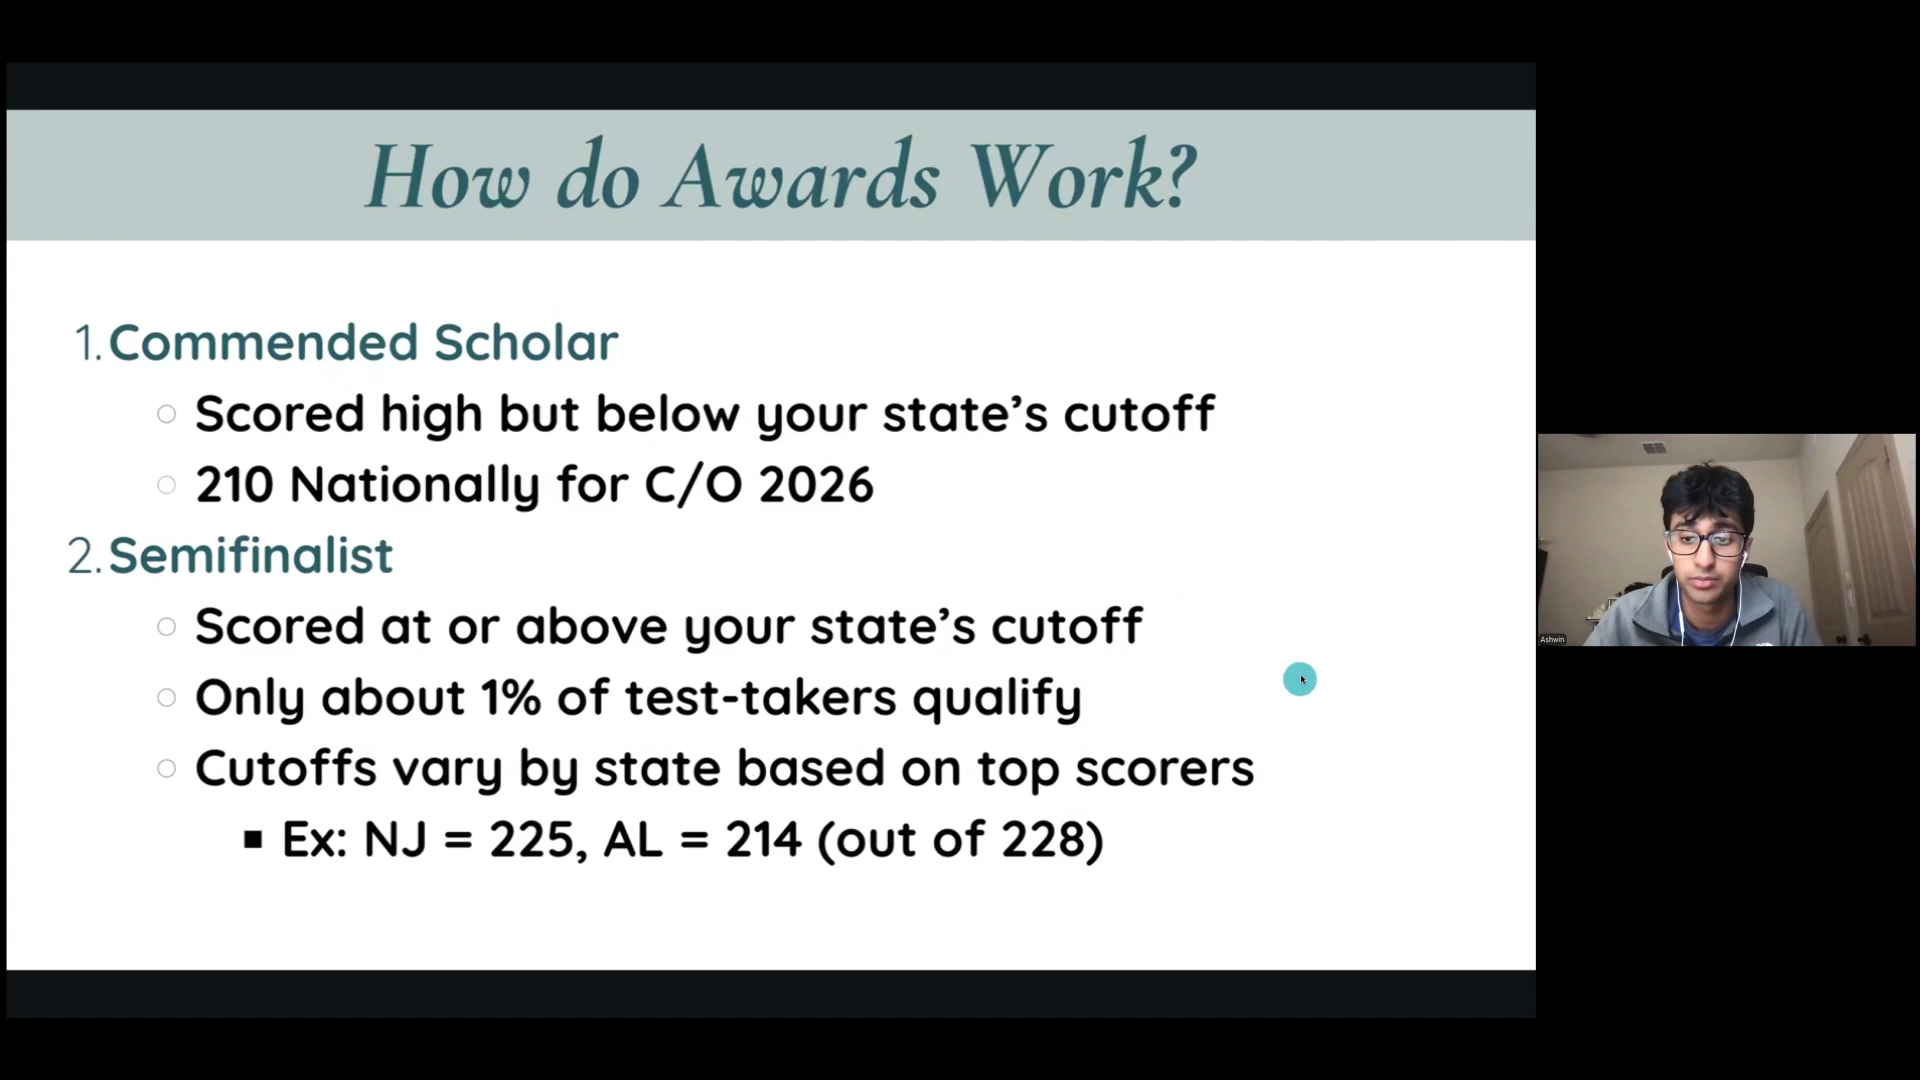 How do Awards Work?
1. Commended Scholar
Scored high but below your state’s cutoff
210 Nationally for C/O 2026
2. Semifinalist
Scored at or above your state’s cutoff
Only about 1% of test-takers qualify
Cutoffs vary by state based on top scorers
Ex: NJ = 225, AL = 214 (out of 228)
Ashwin